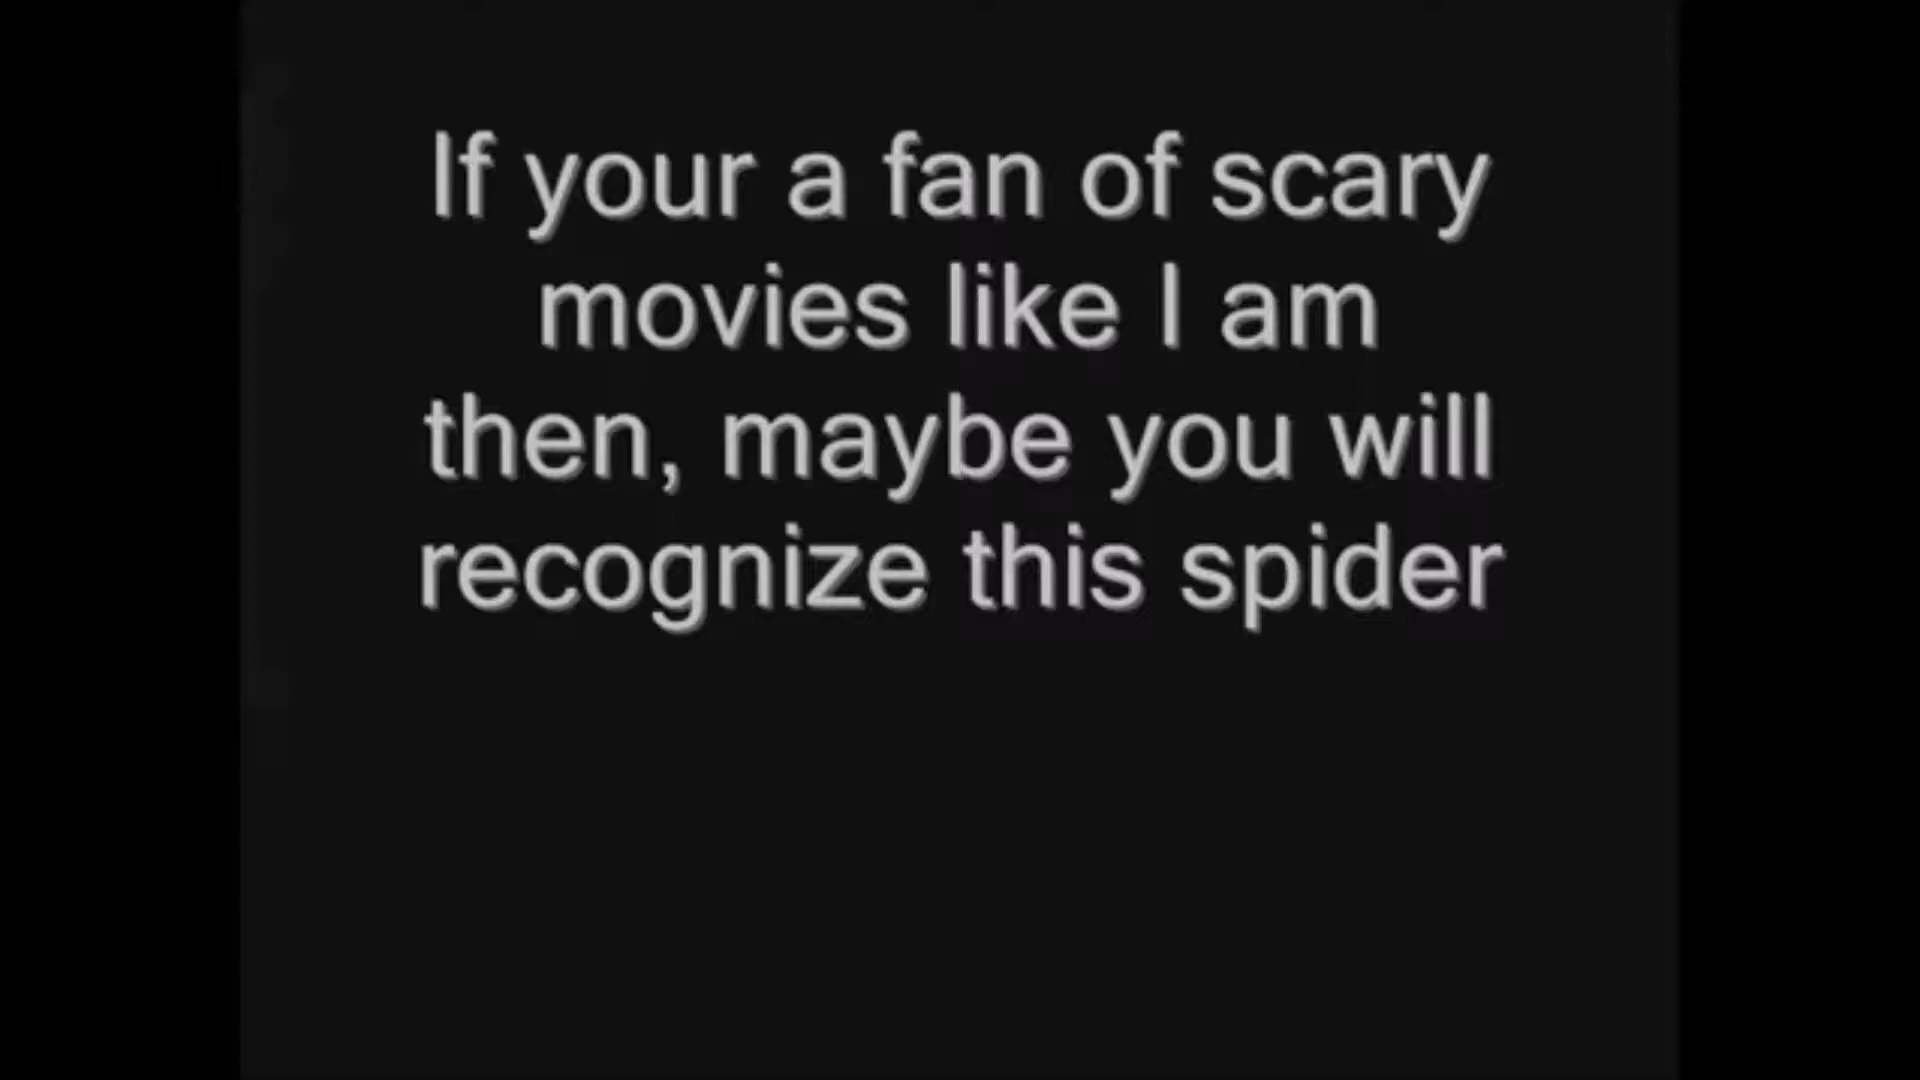 If your a fan of scary
movies like I am
then, maybe you will
recognize this spider